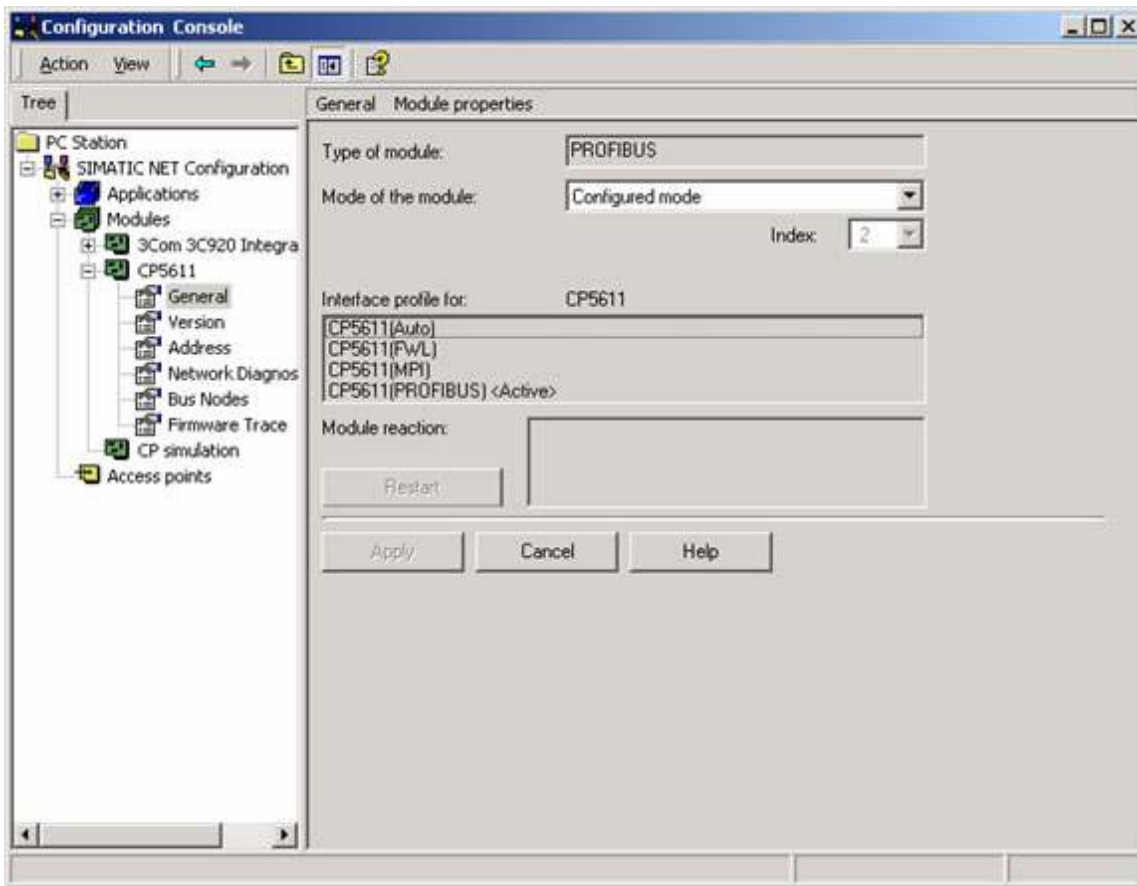 Configuration Console
Action View
Tree
General Module properties
PC Station
SIMATIC NET Configuration
Applications
Modules
3Com 3C920 Integra
CP5611
General
Version
Address
Network Diagnos
Bus Nodes
Firmware Trace
CP simulation
Access points
Type of module: PROFIBUS
Mode of the module: Configured mode
Index: 2
Interface profile for: CP5611
CP5611(Auto)
CP5611(FWL)
CP5611(MPI)
CP5611(PROFIBUS) <Active>
Module reaction:
Restart
Apply Cancel Help